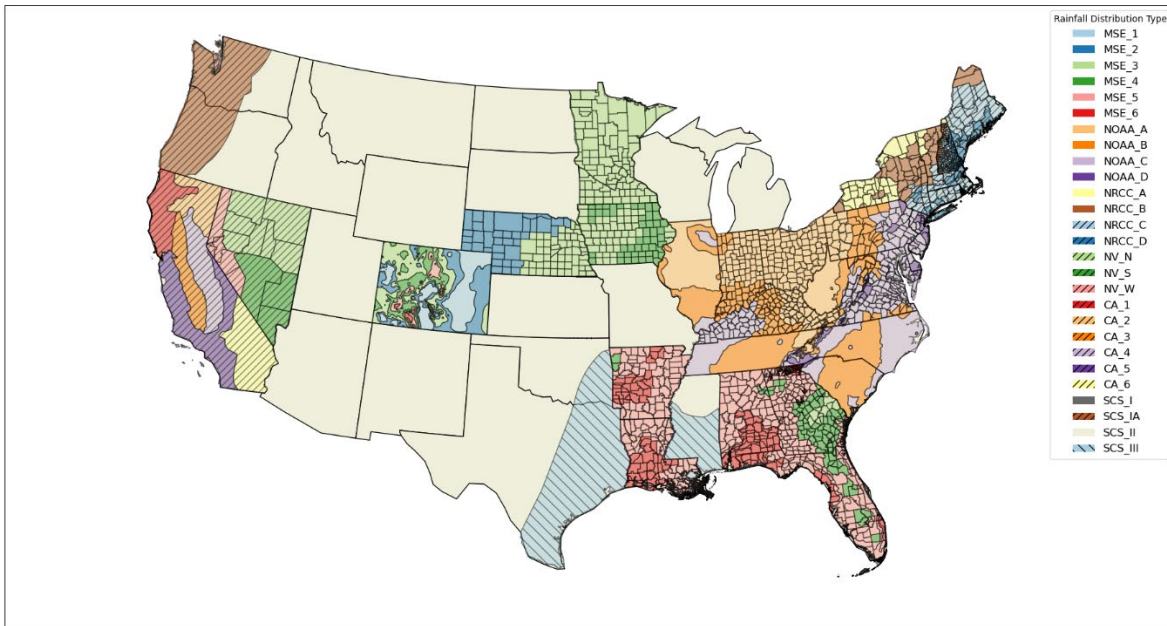 Rainfall Distribution Type
MSE_1
MSE_2
MSE_3
MSE_4
MSE_5
MSE_6
NOAA_A
NOAA_B
NOAA_C
NOAA_D
NRCC_A
NRCC_B
NRCC_C
NRCC_D
NV_N
NV_S
NV_W
CA_1
CA_2
CA_3
CA_4
CA_5
CA_6
SCS_I
SCS_IA
SCS_II
SCS_III